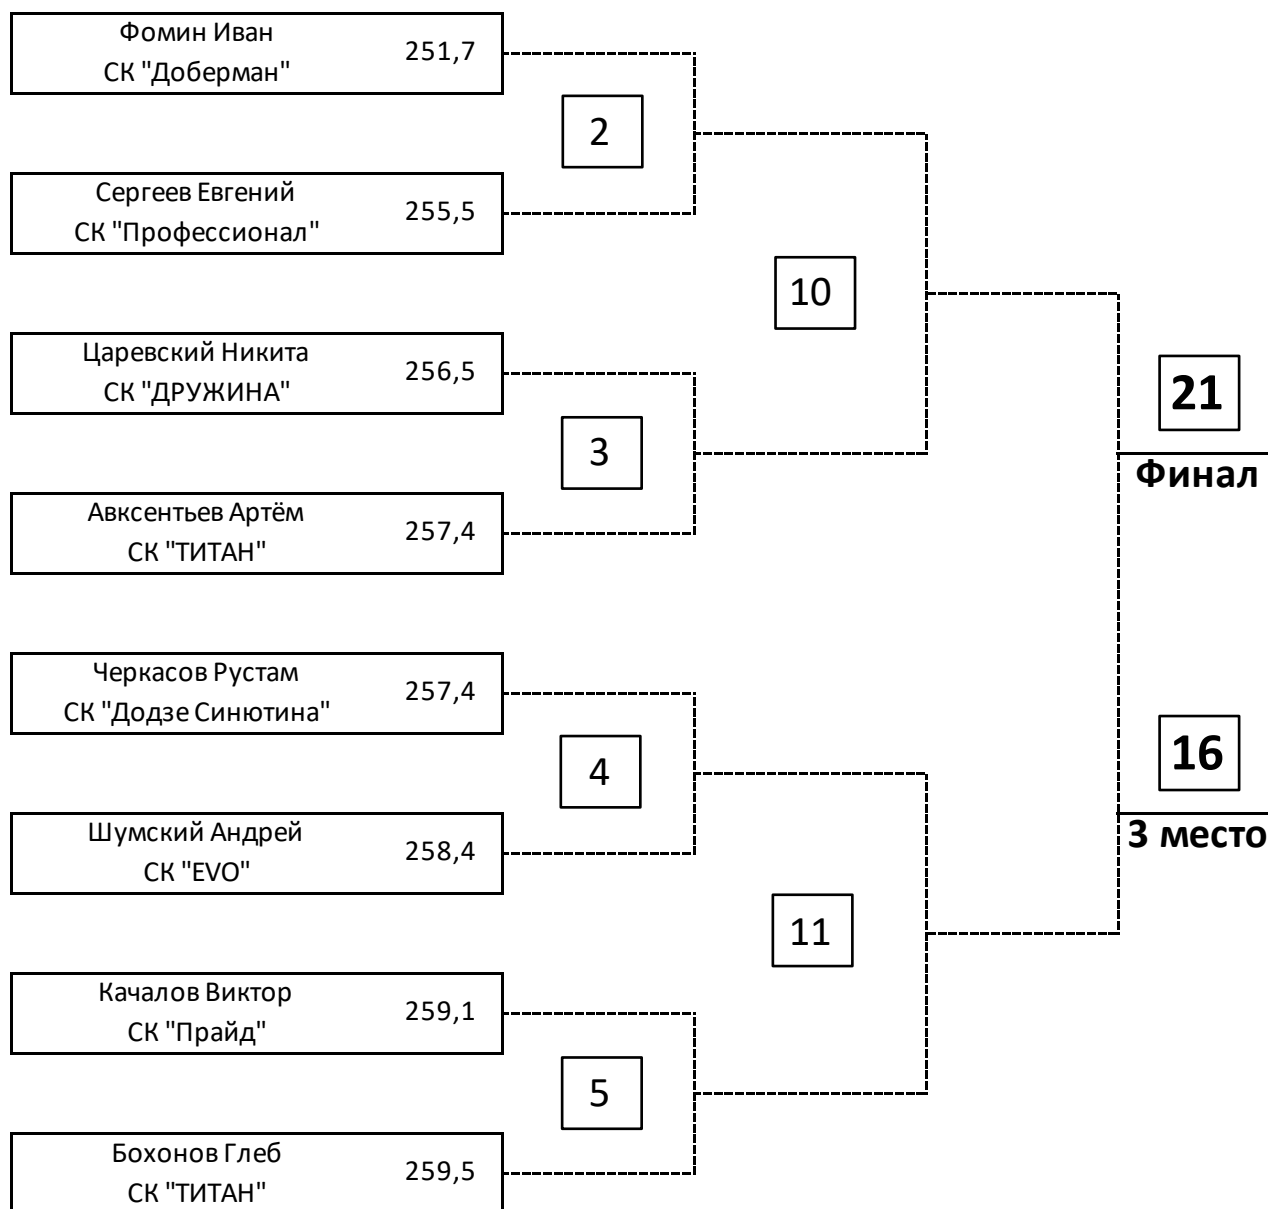 Фомин Иван
СК "Доберман"
251,7
2
Сергеев Евгений
СК "Профессионал"
255,5
10
Царевский Никита
СК "ДРУЖИНА"
256,5
21
Финал
3
Авксентьев Артём
СК "ТИТАН"
257,4
Черкасов Рустам
СК "Додзе Синютина"
257,4
4
16
3 место
Шумский Андрей
СК "EVO"
258,4
11
Качалов Виктор
СК "Прайд"
259,1
5
Бохонов Глеб
СК "ТИТАН"
259,5